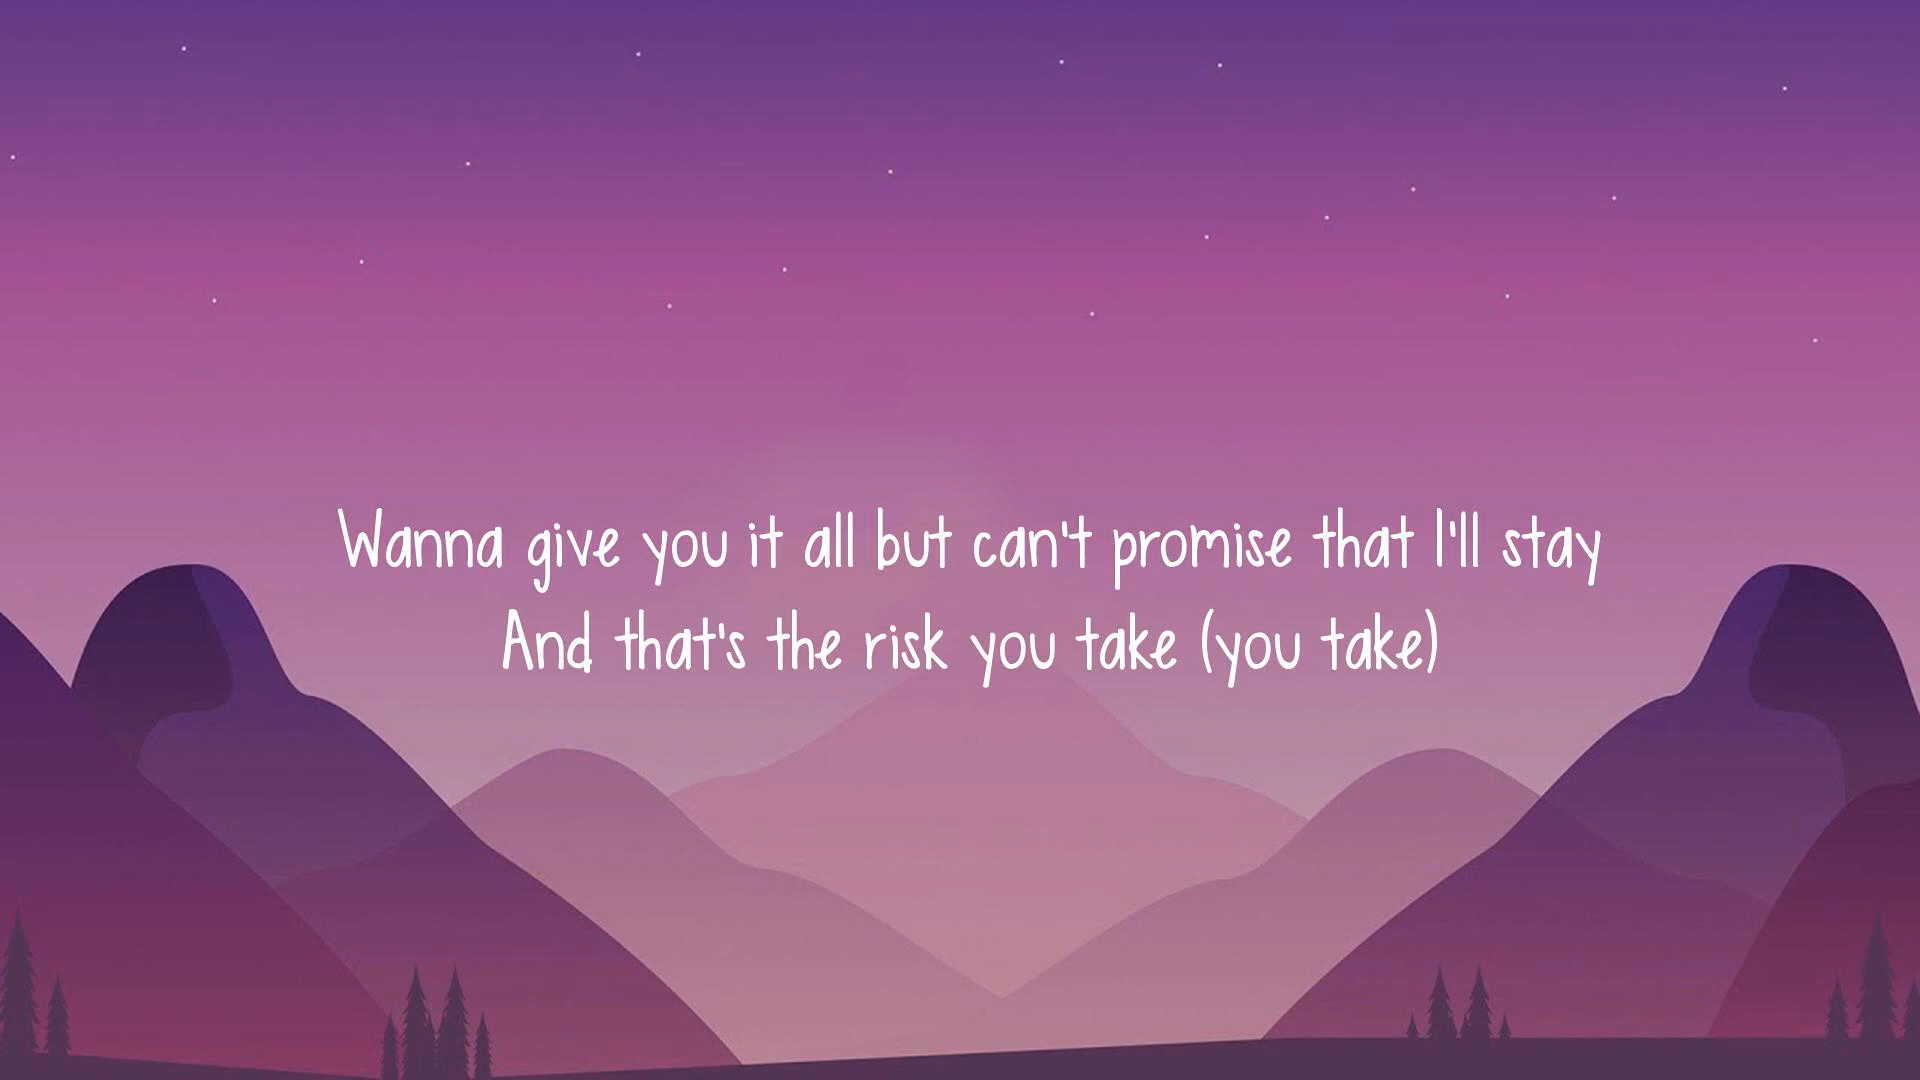 Wanna give you it all but can't promise that I'll stay
And that's the risk you take (you take)